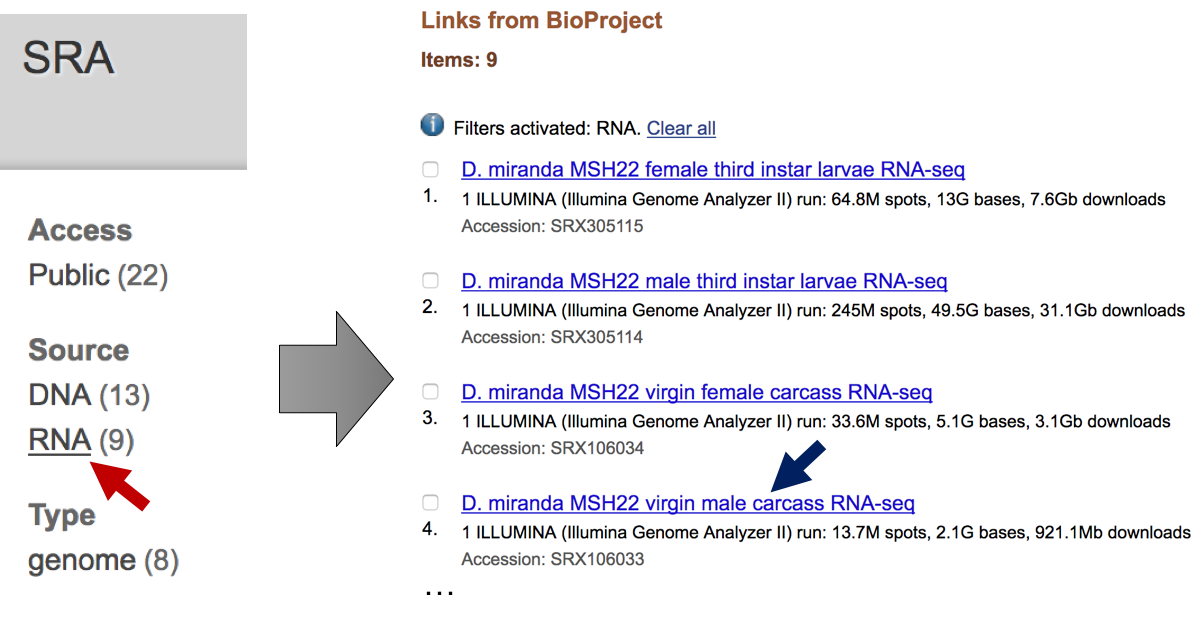 SRA
Access
Public (22)
Source
DNA (13)
RNA (9)
Type
genome (8)
Links from BioProject
Items: 9
i Filters activated: RNA. Clear all
D. miranda MSH22 female third instar larvae RNA-seq
1. 1 ILLUMINA (Illumina Genome Analyzer II) run: 64.8M spots, 13G bases, 7.6Gb downloads
Accession: SRX305115
D. miranda MSH22 male third instar larvae RNA-seq
2. 1 ILLUMINA (Illumina Genome Analyzer II) run: 245M spots, 49.5G bases, 31.1Gb downloads
Accession: SRX305114
D. miranda MSH22 virgin female carcass RNA-seq
3. 1 ILLUMINA (Illumina Genome Analyzer II) run: 33.6M spots, 5.1G bases, 3.1Gb downloads
Accession: SRX106034
D. miranda MSH22 virgin male carcass RNA-seq
4. 1 ILLUMINA (Illumina Genome Analyzer II) run: 13.7M spots, 2.1G bases, 921.1Mb downloads
Accession: SRX106033
...